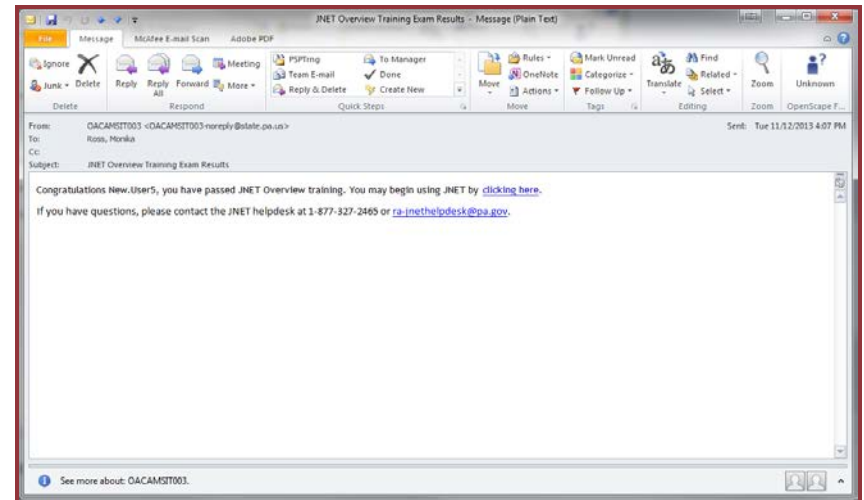 JNET Overview Training Exam Results - Message (Plain Text)
File Message McAfee E-mail Scan Adobe PDF
Ignore Delete Reply Reply All Forward Meeting PSPTrng To Manager Move Rules Mark Unread Translate Find Zoom Unknown
Team E-mail Done OneNote Categorize Related
Junk More Reply & Delete Create New Actions Follow Up Select
Delete Respond Quick Steps Move Tags Editing Zoom OpenScape F...
From: OACAMSIT003 <OACAMSIT003-noreply@state.pa.us> Sent: Tue 11/12/2013 4:07 PM
To: Ross, Monika
Cc:
Subject: JNET Overview Training Exam Results
Congratulations New.User5, you have passed JNET Overview training. You may begin using JNET by clicking here.
If you have questions, please contact the JNET helpdesk at 1-877-327-2465 or ra-jnethelpdesk@pa.gov.
See more about: OACAMSIT003.